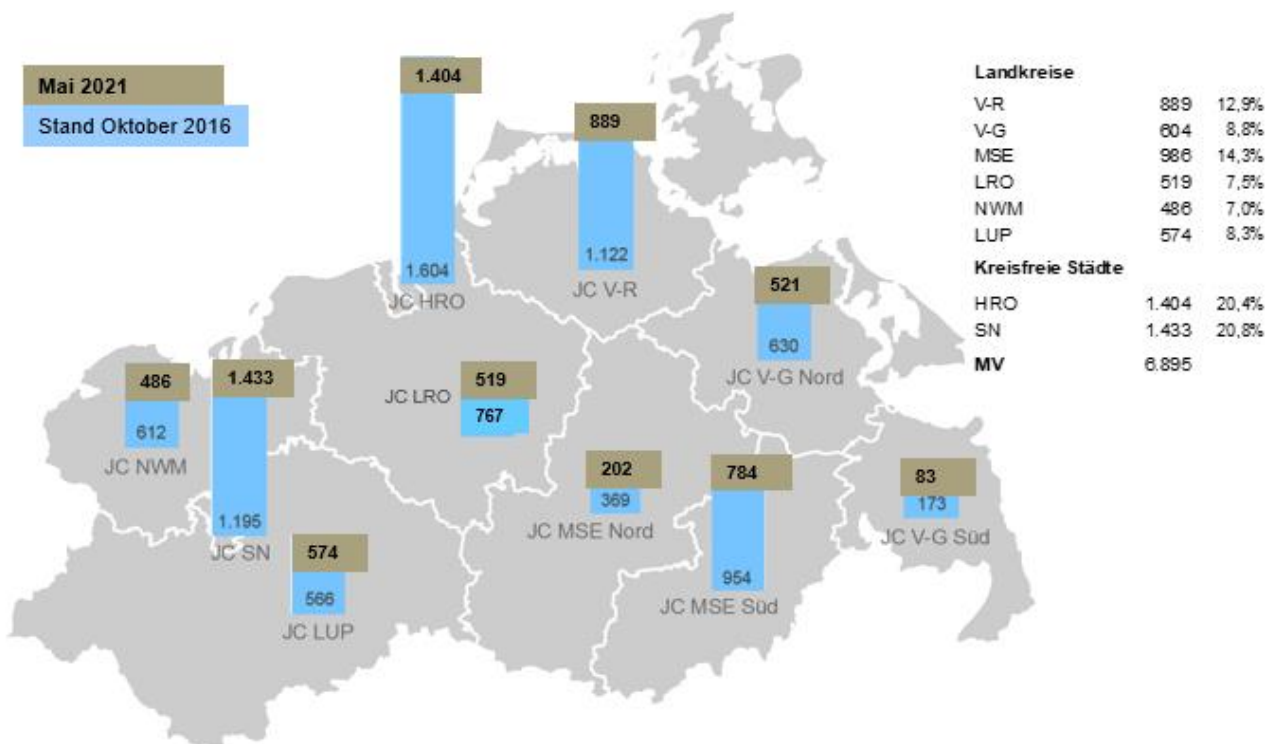 Mai 2021
Stand Oktober 2016
1.404
1.604
JC HRO
889
1.122
JC V-R
521
630
JC V-G Nord
486
612
JC NWM
1.433
1.195
JC SN
JC LRO
519
767
202
369
JC MSE Nord
784
954
JC MSE Süd
83
173
JC V-G Süd
574
566
JC LUP
Landkreise
V-R 889 12,9%
V-G 604 8,8%
MSE 986 14,3%
LRO 519 7,5%
NWM 486 7,0%
LUP 574 8,3%
Kreisfreie Städte
HRO 1.404 20,4%
SN 1.433 20,8%
MV 6.895